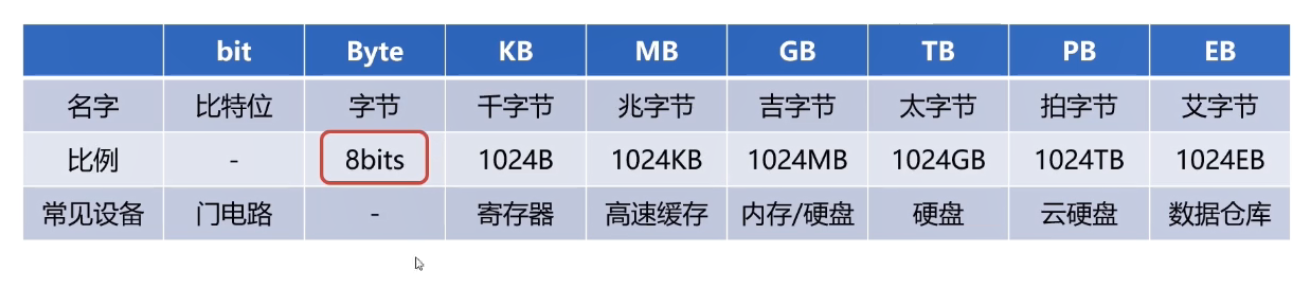 bit Byte KB MB GB TB PB EB
名字 比特位 字节 千字节 兆字节 吉字节 太字节 拍字节 艾字节
比例 - 8bits 1024B 1024KB 1024MB 1024GB 1024TB 1024EB
常见设备 门电路 - 寄存器 高速缓存 内存/硬盘 硬盘 云硬盘 数据仓库